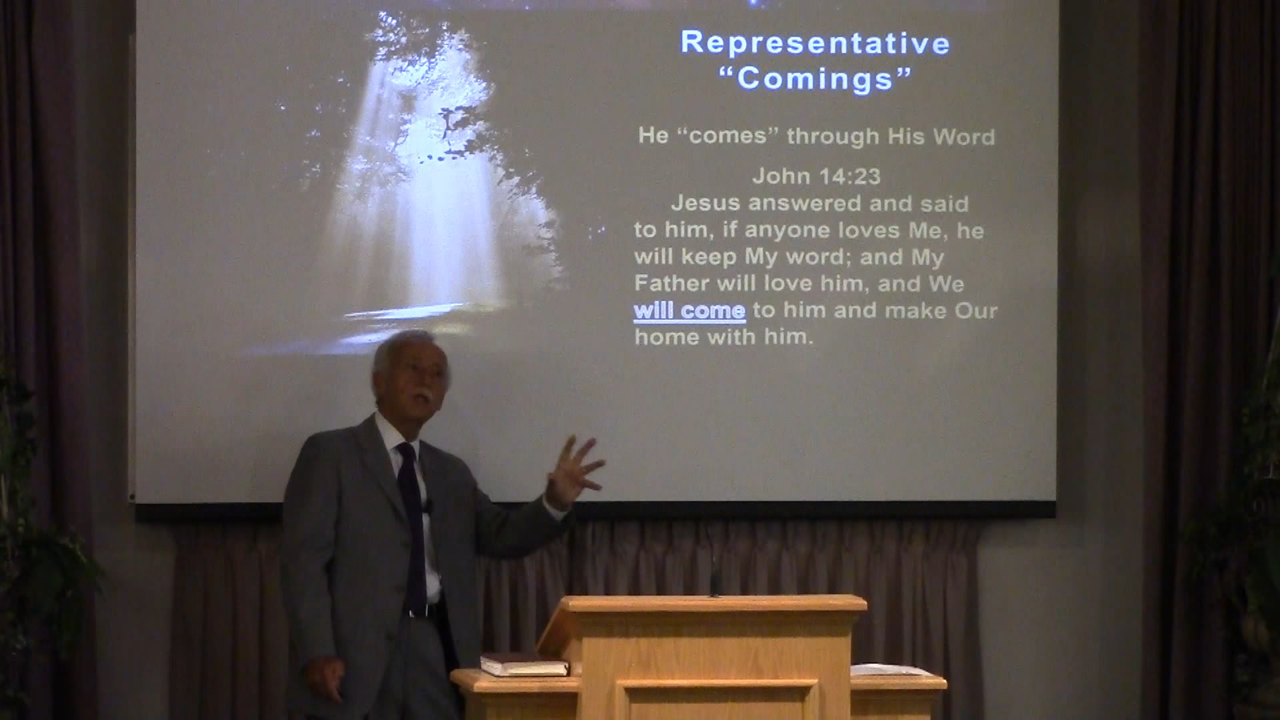 Representative
“Comings”
He “comes” through His Word
John 14:23
Jesus answered and said
to him, if anyone loves Me, he
will keep My word; and My
Father will love him, and We
will come to him and make Our
home with him.